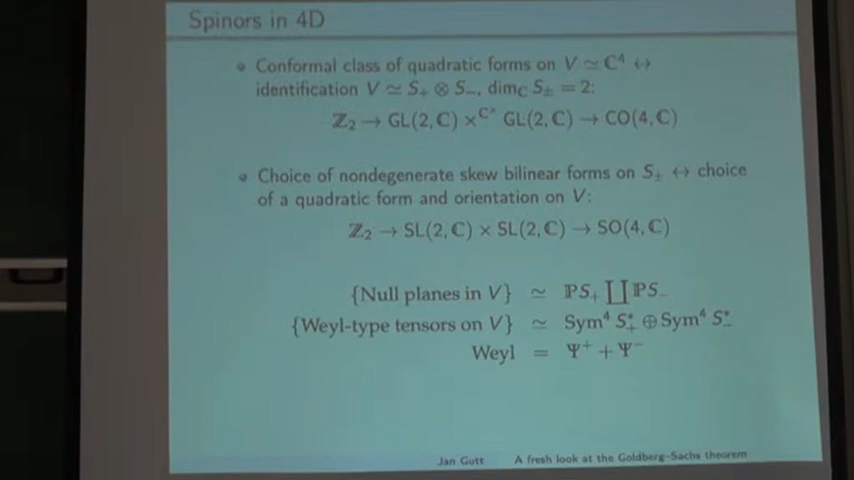 Spinors in 4D
Conformal class of quadratic forms on V ≃ ℂ⁴ ↔
identification V ≃ S₊ ⊗ S₋, dim_ℂ S± = 2:
ℤ₂ → GL(2, ℂ) ×^{ℂ×} GL(2, ℂ) → CO(4, ℂ)
Choice of nondegenerate skew bilinear forms on S± ↔ choice
of a quadratic form and orientation on V:
ℤ₂ → SL(2, ℂ) × SL(2, ℂ) → SO(4, ℂ)
{Null planes in V} ≃ ℙS₊ ∐ ℙS₋
{Weyl-type tensors on V} ≃ Sym⁴ S₊* ⊕ Sym⁴ S₋*
Weyl = Ψ⁺ + Ψ⁻
Jan Gutt A fresh look at the Goldberg–Sachs theorem